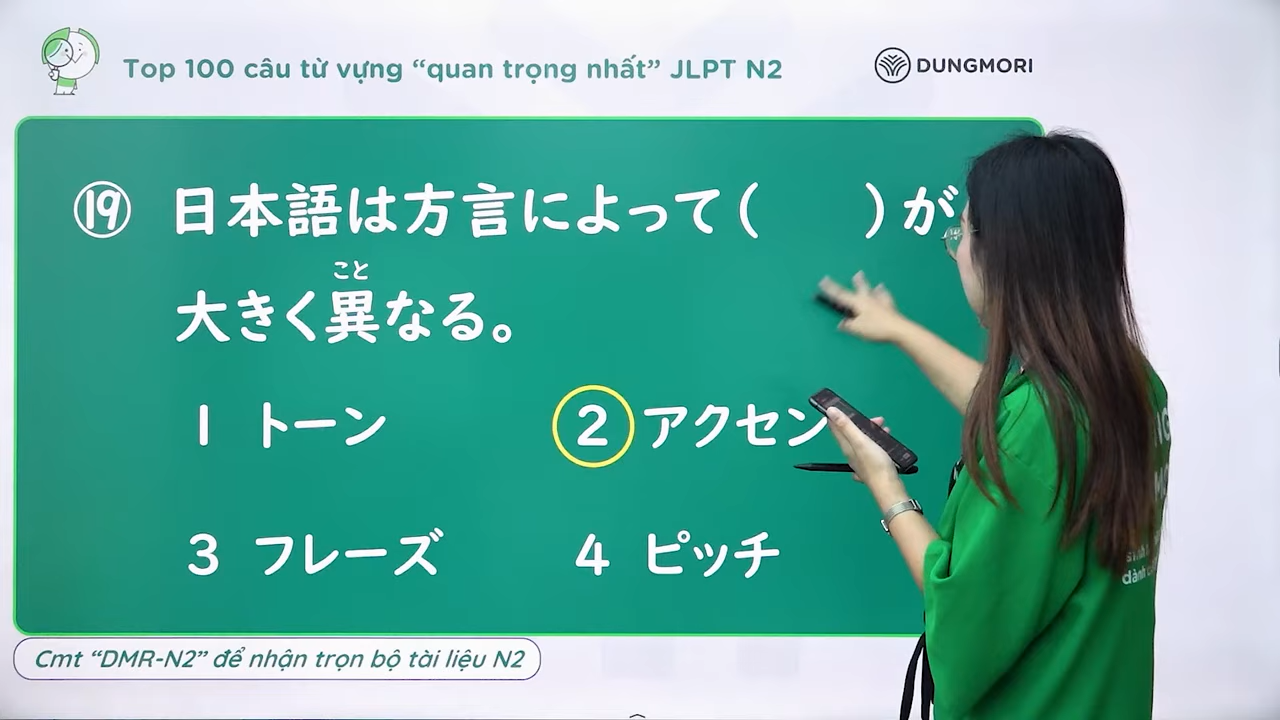 Top 100 câu từ vựng “quan trọng nhất” JLPT N2
DUNGMORI
⑲ 日本語は方言によって(　　)が
こと
大きく異なる。
1 トーン
② アクセン
3 フレーズ
4 ピッチ
Cmt “DMR-N2” để nhận trọn bộ tài liệu N2
dành